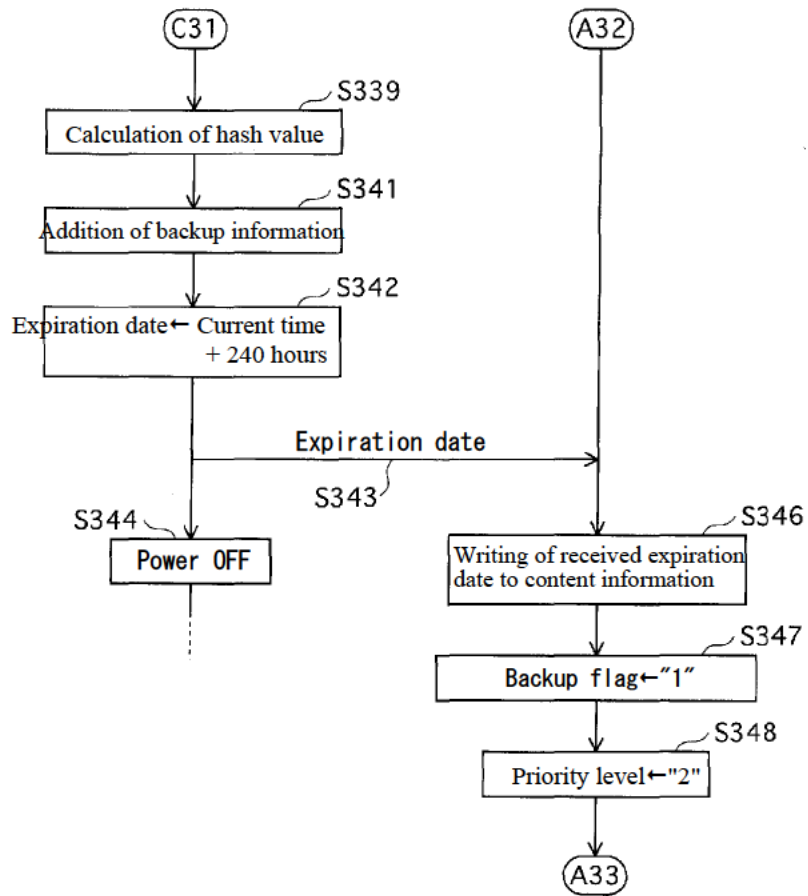 C31
A32
S339
Calculation of hash value
S341
Addition of backup information
S342
Expiration date← Current time
+ 240 hours
Expiration date
S343
S344
Power OFF
S346
Writing of received expiration
date to content information
S347
Backup flag←"1"
S348
Priority level←"2"
A33